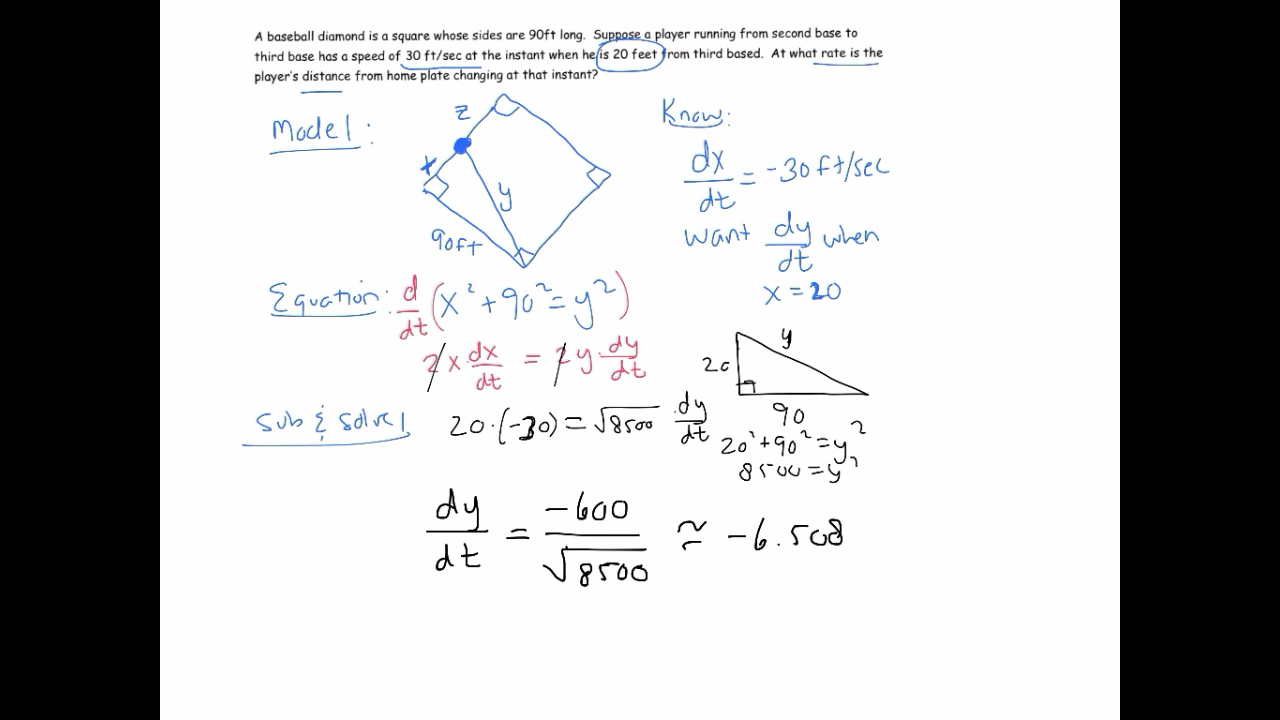 A baseball diamond is a square whose sides are 90ft long. Suppose a player running from second base to
third base has a speed of 30 ft/sec at the instant when he is 20 feet from third based. At what rate is the
player's distance from home plate changing at that instant?
Model:
z
x
y
90ft
Know:
dx/dt = -30 ft/sec
Want dy/dt when
x = 20
Equation: d/dt (x² + 90² = y²)
2x·dx/dt = 2y·dy/dt
y
20
90
20² + 90² = y²
8500 = y²
Sub & Solve
20·(-30) = √8500 · dy/dt
dy/dt = -600/√8500 ≅ -6.508